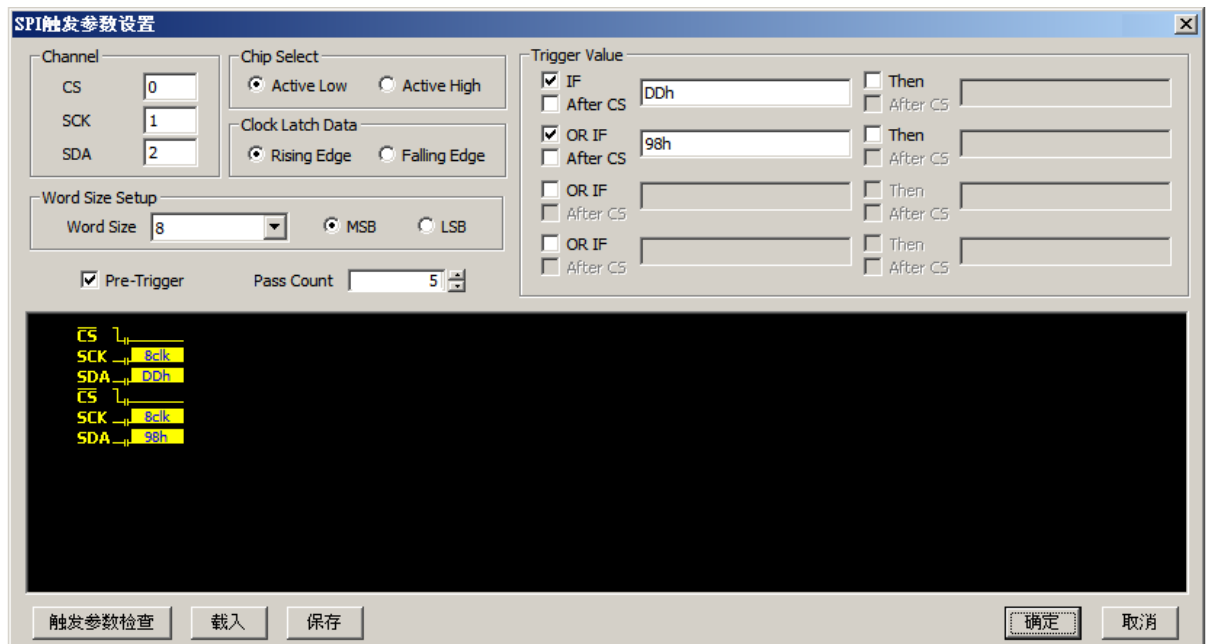 SPI触发参数设置
Channel
CS 0
SCK 1
SDA 2
Chip Select
Active Low Active High
Clock Latch Data
Rising Edge Falling Edge
Word Size Setup
Word Size 8 MSB LSB
Pre-Trigger Pass Count 5
Trigger Value
IF DDh Then
After CS After CS
OR IF 98h Then
After CS After CS
OR IF Then
After CS After CS
OR IF Then
After CS After CS
CS
SCK 8clk
SDA DDh
CS
SCK 8clk
SDA 98h
触发参数检查 载入 保存 确定 取消